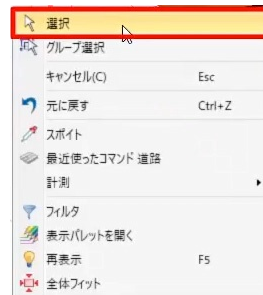 選択
グループ選択
キャンセル(C) Esc
元に戻す Ctrl+Z
スポイト
最近使ったコマンド 道路
計測
フィルタ
表示パレットを開く
再表示 F5
全体フィット